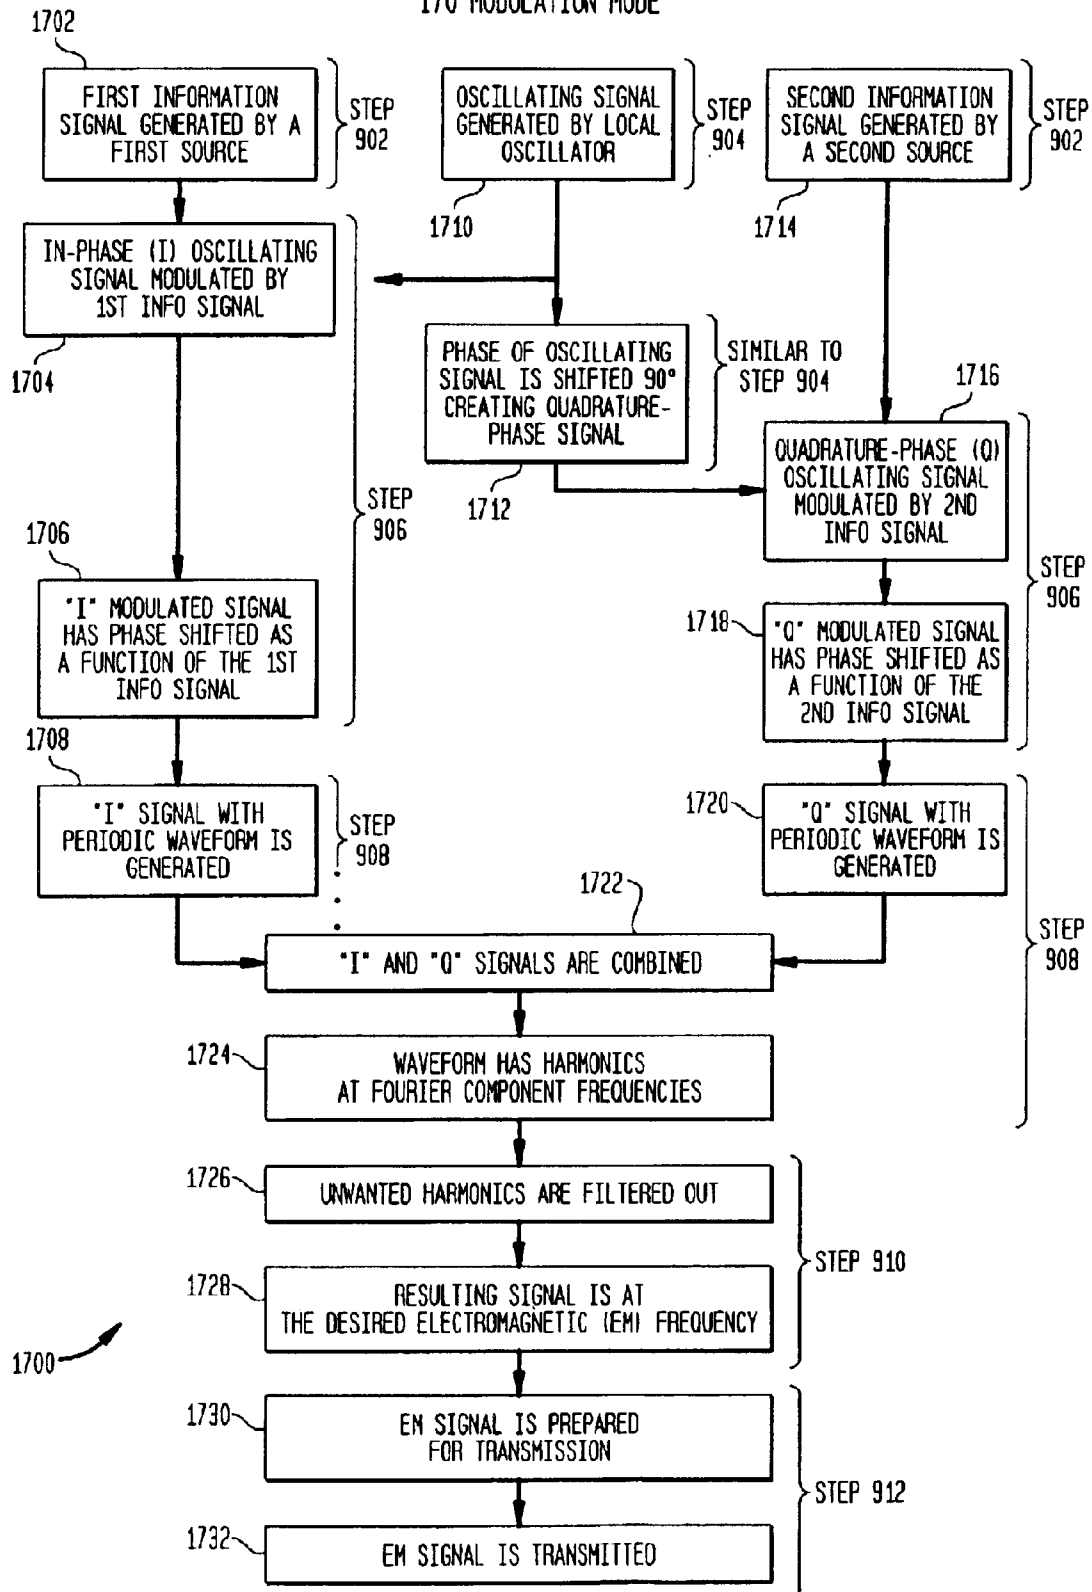 I/Q MODULATION MODE
1702
FIRST INFORMATION
SIGNAL GENERATED BY A
FIRST SOURCE
STEP
902
OSCILLATING SIGNAL
GENERATED BY LOCAL
OSCILLATOR
STEP
904
1710
SECOND INFORMATION
SIGNAL GENERATED BY
A SECOND SOURCE
STEP
902
1714
IN-PHASE (I) OSCILLATING
SIGNAL MODULATED BY
1ST INFO SIGNAL
1704
STEP
906
PHASE OF OSCILLATING
SIGNAL IS SHIFTED 90°
CREATING QUADRATURE-
PHASE SIGNAL
SIMILAR TO
STEP 904
1712
1716
QUADRATURE-PHASE (Q)
OSCILLATING SIGNAL
MODULATED BY 2ND
INFO SIGNAL
STEP
906
1706
"I" MODULATED SIGNAL
HAS PHASE SHIFTED AS
A FUNCTION OF THE 1ST
INFO SIGNAL
1718
"Q" MODULATED SIGNAL
HAS PHASE SHIFTED AS
A FUNCTION OF THE
2ND INFO SIGNAL
1708
"I" SIGNAL WITH
PERIODIC WAVEFORM IS
GENERATED
STEP
908
1720
"Q" SIGNAL WITH
PERIODIC WAVEFORM IS
GENERATED
STEP
908
1722
"I" AND "Q" SIGNALS ARE COMBINED
1724
WAVEFORM HAS HARMONICS
AT FOURIER COMPONENT FREQUENCIES
1726
UNWANTED HARMONICS ARE FILTERED OUT
STEP 910
1728
RESULTING SIGNAL IS AT
THE DESIRED ELECTROMAGNETIC (EM) FREQUENCY
1700
1730
EM SIGNAL IS PREPARED
FOR TRANSMISSION
STEP 912
1732
EM SIGNAL IS TRANSMITTED